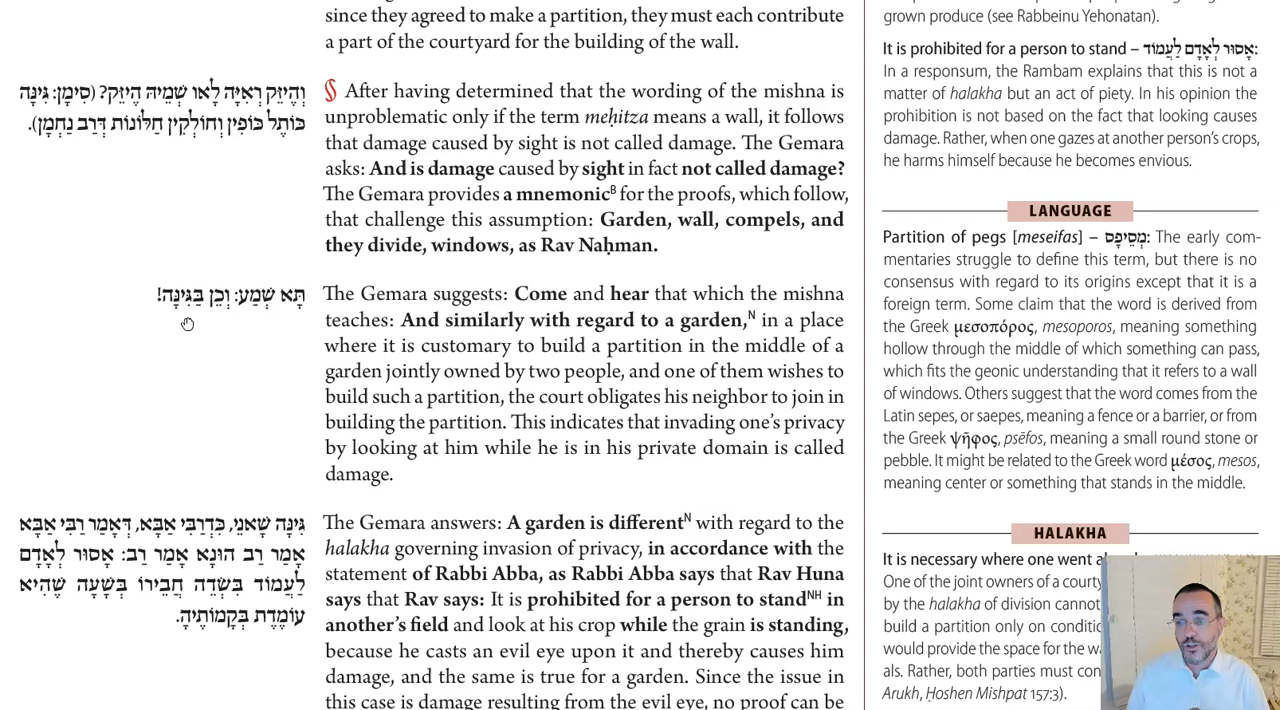 since they agreed to make a partition, they must each contribute
a part of the courtyard for the building of the wall.
וְהֶיזֵּק רְאִיָּה לָאו שְׁמֵיהּ הֶיזֵּק? (סִימָן: גִּינָּה
כּוֹתֶל כּוֹפִין וְחוֹלְקִין חַלּוֹנוֹת דְּרַב נַחְמָן).
§ After having determined that the wording of the mishna is
unproblematic only if the term meḥitza means a wall, it follows
that damage caused by sight is not called damage. The Gemara
asks: And is damage caused by sight in fact not called damage?
The Gemara provides a mnemonicᴮ for the proofs, which follow,
that challenge this assumption: Garden, wall, compels, and
they divide, windows, as Rav Naḥman.
תָּא שְׁמַע: וְכֵן בַּגִּינָּה!
The Gemara suggests: Come and hear that which the mishna
teaches: And similarly with regard to a garden,ᴺ in a place
where it is customary to build a partition in the middle of a
garden jointly owned by two people, and one of them wishes to
build such a partition, the court obligates his neighbor to join in
building the partition. This indicates that invading one's privacy
by looking at him while he is in his private domain is called
damage.
גִּינָּה שָׁאנֵי, כִּדְרַבִּי אַבָּא, דְּאָמַר רַבִּי אַבָּא
אָמַר רַב הוּנָא אָמַר רַב: אָסוּר לְאָדָם
לַעֲמוֹד בִּשְׂדֵה חֲבֵירוֹ בְּשָׁעָה שֶׁהִיא
עוֹמֶדֶת בְּקָמוֹתֶיהָ.
The Gemara answers: A garden is differentᴺ with regard to the
halakha governing invasion of privacy, in accordance with the
statement of Rabbi Abba, as Rabbi Abba says that Rav Huna
says that Rav says: It is prohibited for a person to standᴺᴴ in
another's field and look at his crop while the grain is standing,
because he casts an evil eye upon it and thereby causes him
damage, and the same is true for a garden. Since the issue in
this case is damage resulting from the evil eye, no proof can be
grown produce (see Rabbeinu Yehonatan).
It is prohibited for a person to stand – אָסוּר לְאָדָם לַעֲמוֹד:
In a responsum, the Rambam explains that this is not a
matter of halakha but an act of piety. In his opinion the
prohibition is not based on the fact that looking causes
damage. Rather, when one gazes at another person's crops,
he harms himself because he becomes envious.
LANGUAGE
Partition of pegs [meseifas] – מְסֵיפָס: The early com-
mentaries struggle to define this term, but there is no
consensus with regard to its origins except that it is a
foreign term. Some claim that the word is derived from
the Greek μεσοπόρος, mesoporos, meaning something
hollow through the middle of which something can pass,
which fits the geonic understanding that it refers to a wall
of windows. Others suggest that the word comes from the
Latin sepes, or saepes, meaning a fence or a barrier, or from
the Greek ψῆφος, psēfos, meaning a small round stone or
pebble. It might be related to the Greek word μέσος, mesos,
meaning center or something that stands in the middle.
HALAKHA
It is necessary where one went
One of the joint owners of a courty
by the halakha of division cannot
build a partition only on conditio
would provide the space for the wa
als. Rather, both parties must con
Arukh, Ḥoshen Mishpat 157:3).